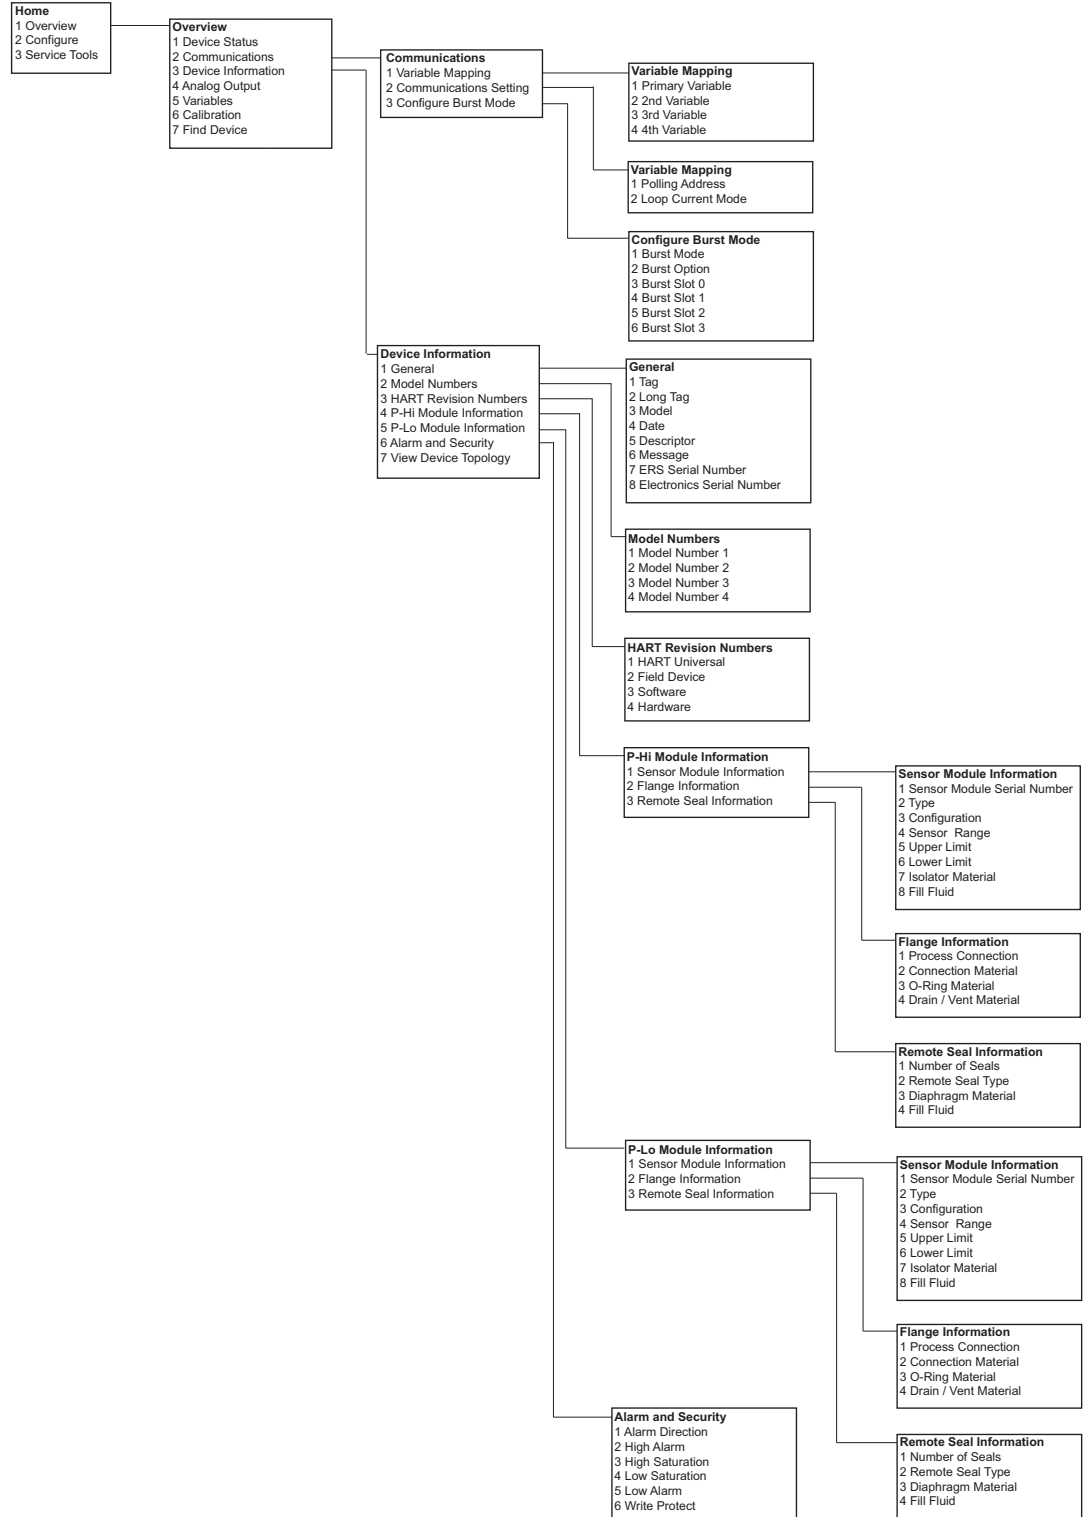 Home
1 Overview
2 Configure
3 Service Tools
Overview
1 Device Status
2 Communications
3 Device Information
4 Analog Output
5 Variables
6 Calibration
7 Find Device
Communications
1 Variable Mapping
2 Communications Setting
3 Configure Burst Mode
Variable Mapping
1 Primary Variable
2 2nd Variable
3 3rd Variable
4 4th Variable
Variable Mapping
1 Polling Address
2 Loop Current Mode
Configure Burst Mode
1 Burst Mode
2 Burst Option
3 Burst Slot 0
4 Burst Slot 1
5 Burst Slot 2
6 Burst Slot 3
Device Information
1 General
2 Model Numbers
3 HART Revision Numbers
4 P-Hi Module Information
5 P-Lo Module Information
6 Alarm and Security
7 View Device Topology
General
1 Tag
2 Long Tag
3 Model
4 Date
5 Descriptor
6 Message
7 ERS Serial Number
8 Electronics Serial Number
Model Numbers
1 Model Number 1
2 Model Number 2
3 Model Number 3
4 Model Number 4
HART Revision Numbers
1 HART Universal
2 Field Device
3 Software
4 Hardware
P-Hi Module Information
1 Sensor Module Information
2 Flange Information
3 Remote Seal Information
Sensor Module Information
1 Sensor Module Serial Number
2 Type
3 Configuration
4 Sensor Range
5 Upper Limit
6 Lower Limit
7 Isolator Material
8 Fill Fluid
Flange Information
1 Process Connection
2 Connection Material
3 O-Ring Material
4 Drain / Vent Material
Remote Seal Information
1 Number of Seals
2 Remote Seal Type
3 Diaphragm Material
4 Fill Fluid
P-Lo Module Information
1 Sensor Module Information
2 Flange Information
3 Remote Seal Information
Sensor Module Information
1 Sensor Module Serial Number
2 Type
3 Configuration
4 Sensor Range
5 Upper Limit
6 Lower Limit
7 Isolator Material
8 Fill Fluid
Flange Information
1 Process Connection
2 Connection Material
3 O-Ring Material
4 Drain / Vent Material
Remote Seal Information
1 Number of Seals
2 Remote Seal Type
3 Diaphragm Material
4 Fill Fluid
Alarm and Security
1 Alarm Direction
2 High Alarm
3 High Saturation
4 Low Saturation
5 Low Alarm
6 Write Protect